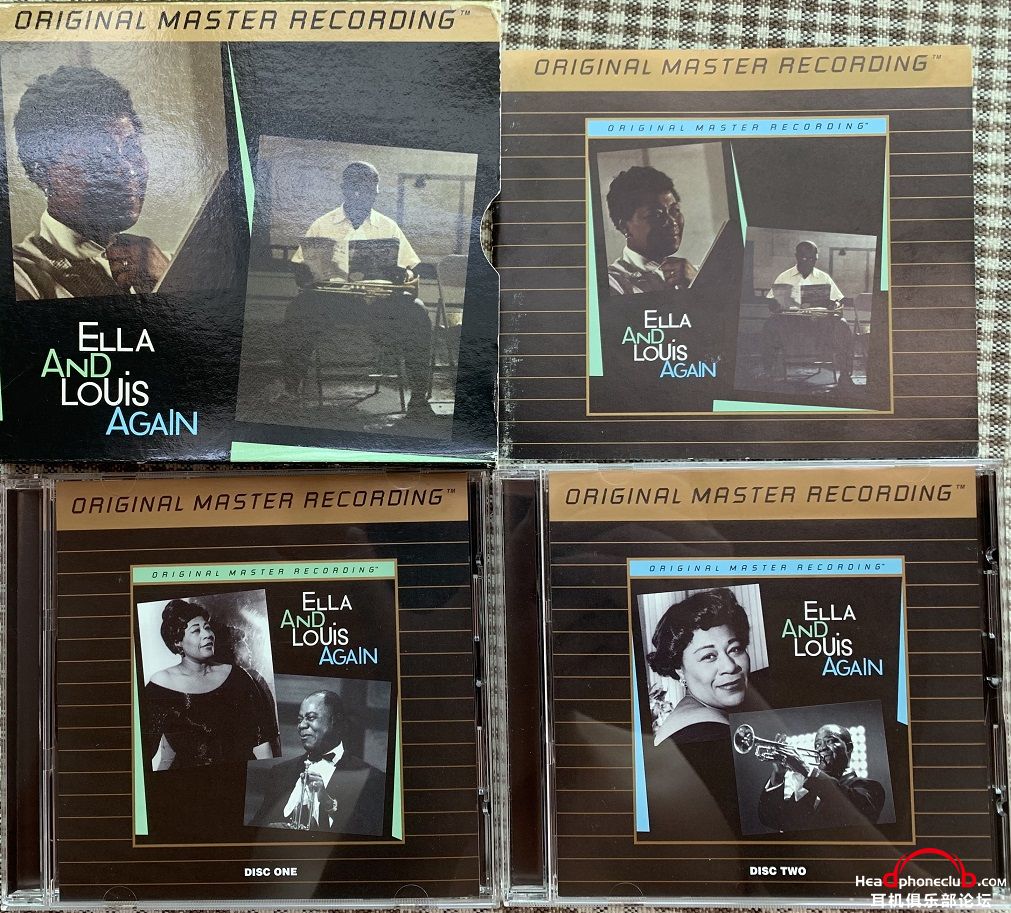 ORIGINAL MASTER RECORDING™
ELLA
AND
LOUIS
AGAIN
ORIGINAL MASTER RECORDING™
ORIGINAL MASTER RECORDING™
ELLA
AND
LOUIS
AGAIN
ORIGINAL MASTER RECORDING™
ORIGINAL MASTER RECORDING™
ELLA
AND
LOUIS
AGAIN
DISC ONE
ORIGINAL MASTER RECORDING™
ORIGINAL MASTER RECORDING™
ELLA
AND
LOUIS
AGAIN
DISC TWO
Headphoneclub.com
耳机俱乐部论坛